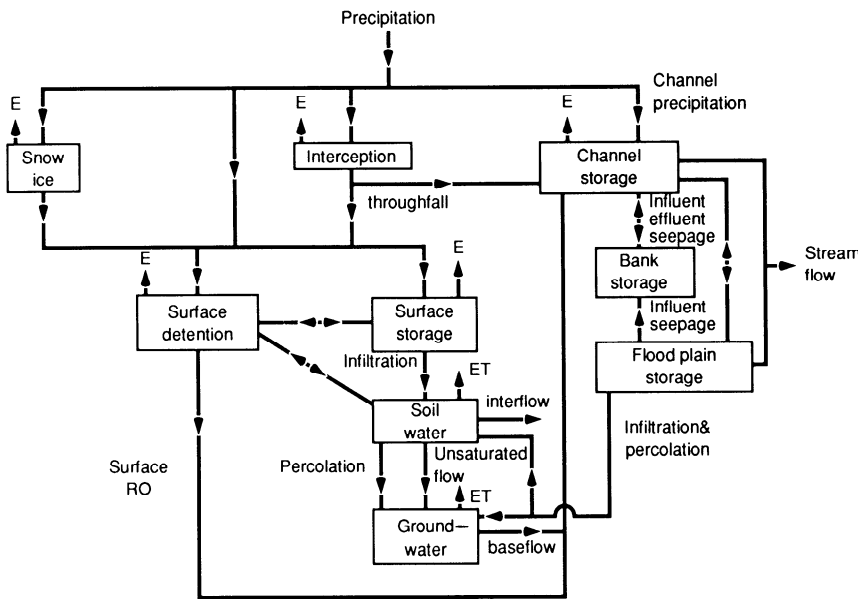 Precipitation
Channel
precipitation
E
E
E
Snow
ice
Interception
Channel
storage
throughfall
Influent
effluent
seepage
Stream
flow
E
E
Bank
storage
Surface
detention
Surface
storage
Influent
seepage
Infiltration
Flood plain
storage
ET
interflow
Soil
water
Infiltration&
percolation
Surface
RO
Percolation
Unsaturated
flow
ET
Ground—
water
baseflow